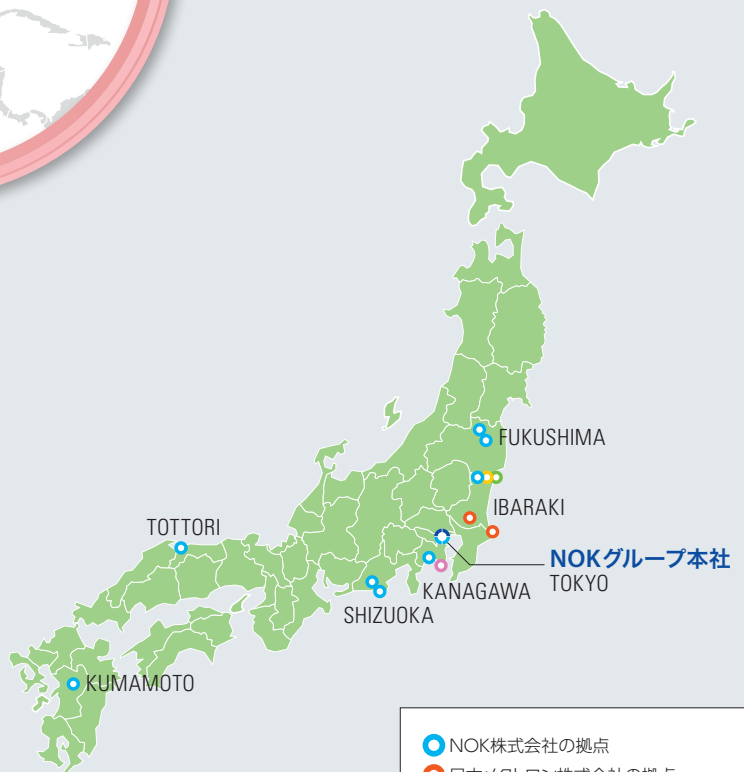 FUKUSHIMA
IBARAKI
TOTTORI
NOKグループ本社
TOKYO
KANAGAWA
SHIZUOKA
KUMAMOTO
NOK株式会社の拠点